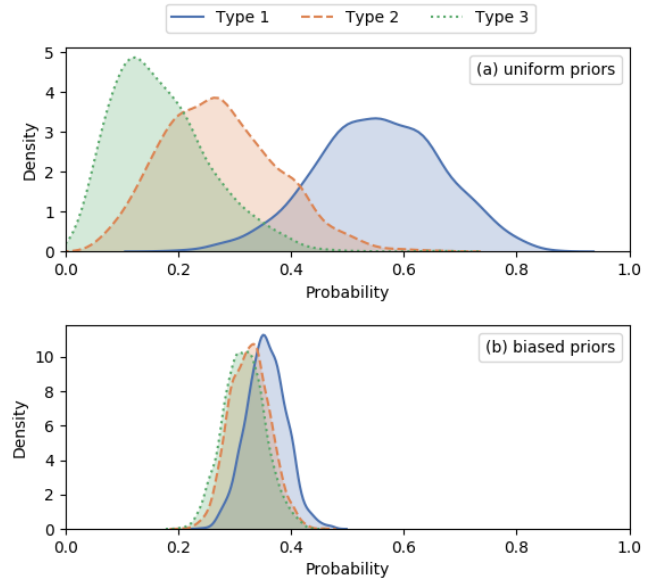 Type 1 Type 2 Type 3
(a) uniform priors
5
4
3
2
1
0
Density
0.0 0.2 0.4 0.6 0.8 1.0
Probability
(b) biased priors
10
8
6
4
2
0
Density
0.0 0.2 0.4 0.6 0.8 1.0
Probability